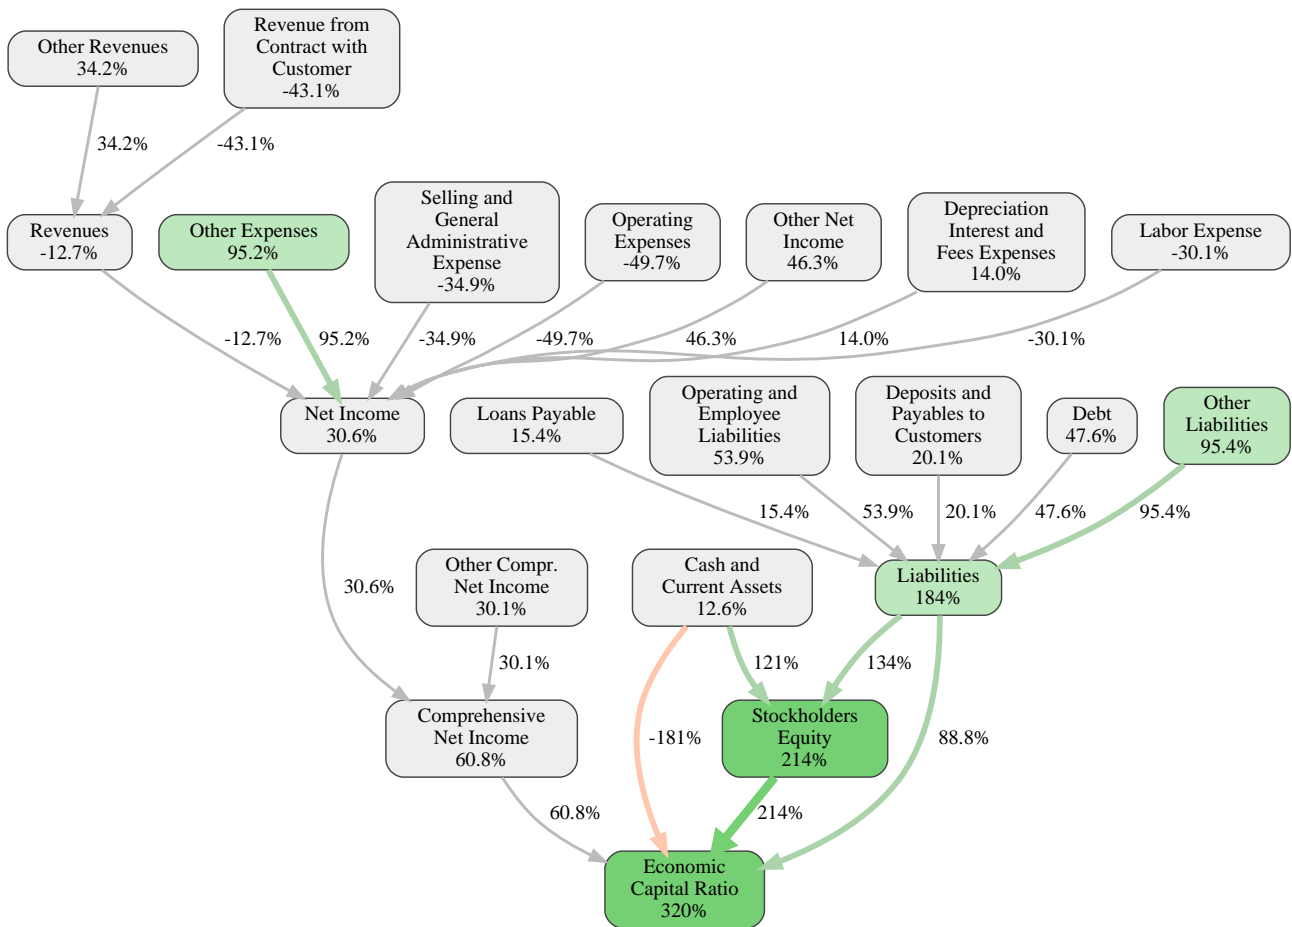 Other Revenues
34.2%
Revenue from
Contract with
Customer
-43.1%
34.2%
-43.1%
Revenues
-12.7%
Other Expenses
95.2%
Selling and
General
Administrative
Expense
-34.9%
Operating
Expenses
-49.7%
Other Net
Income
46.3%
Depreciation
Interest and
Fees Expenses
14.0%
Labor Expense
-30.1%
-12.7%
95.2%
-34.9%
-49.7%
46.3%
14.0%
-30.1%
Net Income
30.6%
Loans Payable
15.4%
Operating and
Employee
Liabilities
53.9%
Deposits and
Payables to
Customers
20.1%
Debt
47.6%
Other
Liabilities
95.4%
15.4%
53.9%
20.1%
47.6%
95.4%
30.6%
Other Compr.
Net Income
30.1%
Cash and
Current Assets
12.6%
Liabilities
184%
30.1%
121%
134%
Comprehensive
Net Income
60.8%
-181%
Stockholders
Equity
214%
88.8%
60.8%
214%
Economic
Capital Ratio
320%